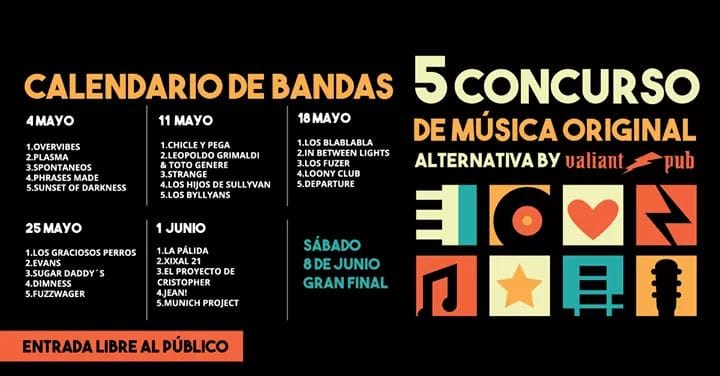 CALENDARIO DE BANDAS
4 MAYO
1.OVERVIBES
2.PLASMA
3.SPONTANEOS
4.PHRASES MADE
5.SUNSET OF DARKNESS
11 MAYO
1.CHICLE Y PEGA
2.LEOPOLDO GRIMALDI
& TOTO GENERE
3.STRANGE
4.LOS HIJOS DE SULLYVAN
5.LOS BYLLYANS
18 MAYO
1.LOS BLABLABLA
2.IN BETWEEN LIGHTS
3.LOS FUZER
4.LOONY CLUB
5.DEPARTURE
25 MAYO
1.LOS GRACIOSOS PERROS
2.EVANS
3.SUGAR DADDY´S
4.DIMNESS
5.FUZZWAGER
1 JUNIO
1.LA PÁLIDA
2.XIXAL 21
3.EL PROYECTO DE
CRISTOPHER
4.JEAN!
5.MUNICH PROJECT
SÁBADO
8 DE JUNIO
GRAN FINAL
ENTRADA LIBRE AL PÚBLICO
5 CONCURSO
DE MÚSICA ORIGINAL
ALTERNATIVA BY valiant pub